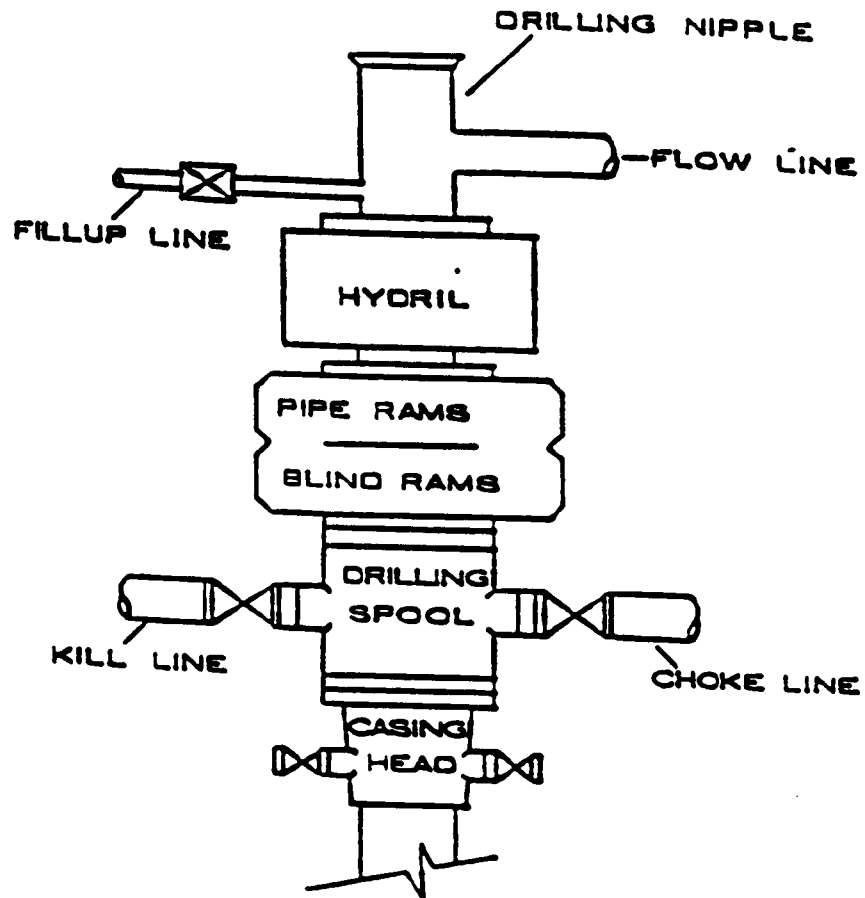 DRILLING NIPPLE
FLOW LINE
FILLUP LINE
HYDRIL
PIPE RAMS
BLIND RAMS
DRILLING
SPOOL
KILL LINE
CHOKE LINE
CASING
HEAD